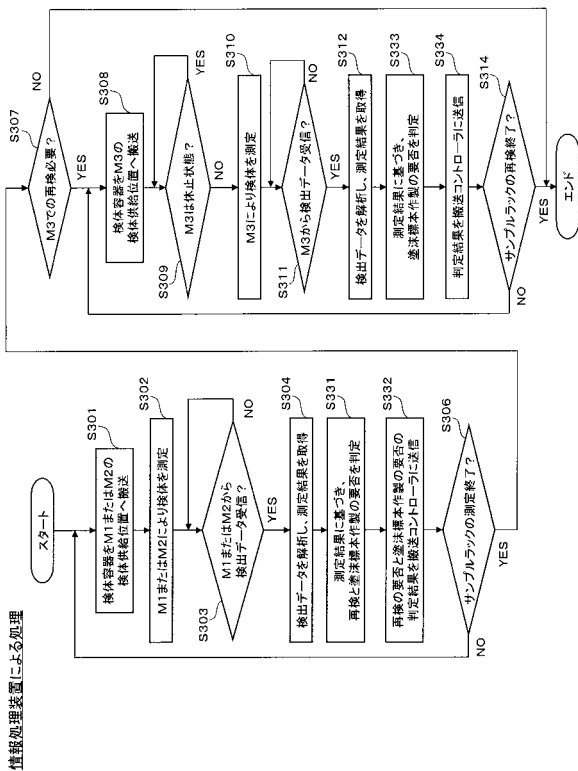 情報処理装置による処理
スタート
S301
検体容器をM1またはM2の
検体供給位置へ搬送
S302
M1またはM2により検体を測定
S303
M1またはM2から
検出データ受信?
NO
YES
S304
検出データを解析し、測定結果を取得
S331
測定結果に基づき、
再検と塗沫標本作製の要否を判定
S332
再検の要否と塗沫標本作製の要否の
判定結果を搬送コントローラに送信
S306
サンプルラックの測定終了?
NO
YES
S307
M3での再検必要?
NO
YES
S308
検体容器をM3の
検体供給位置へ搬送
S309
M3は休止状態?
YES
NO
S310
M3により検体を測定
S311
M3から検出データ受信?
NO
YES
S312
検出データを解析し、測定結果を取得
S333
測定結果に基づき、
塗沫標本作製の要否を判定
S334
判定結果を搬送コントローラに送信
S314
サンプルラックの再検終了?
NO
YES
エンド